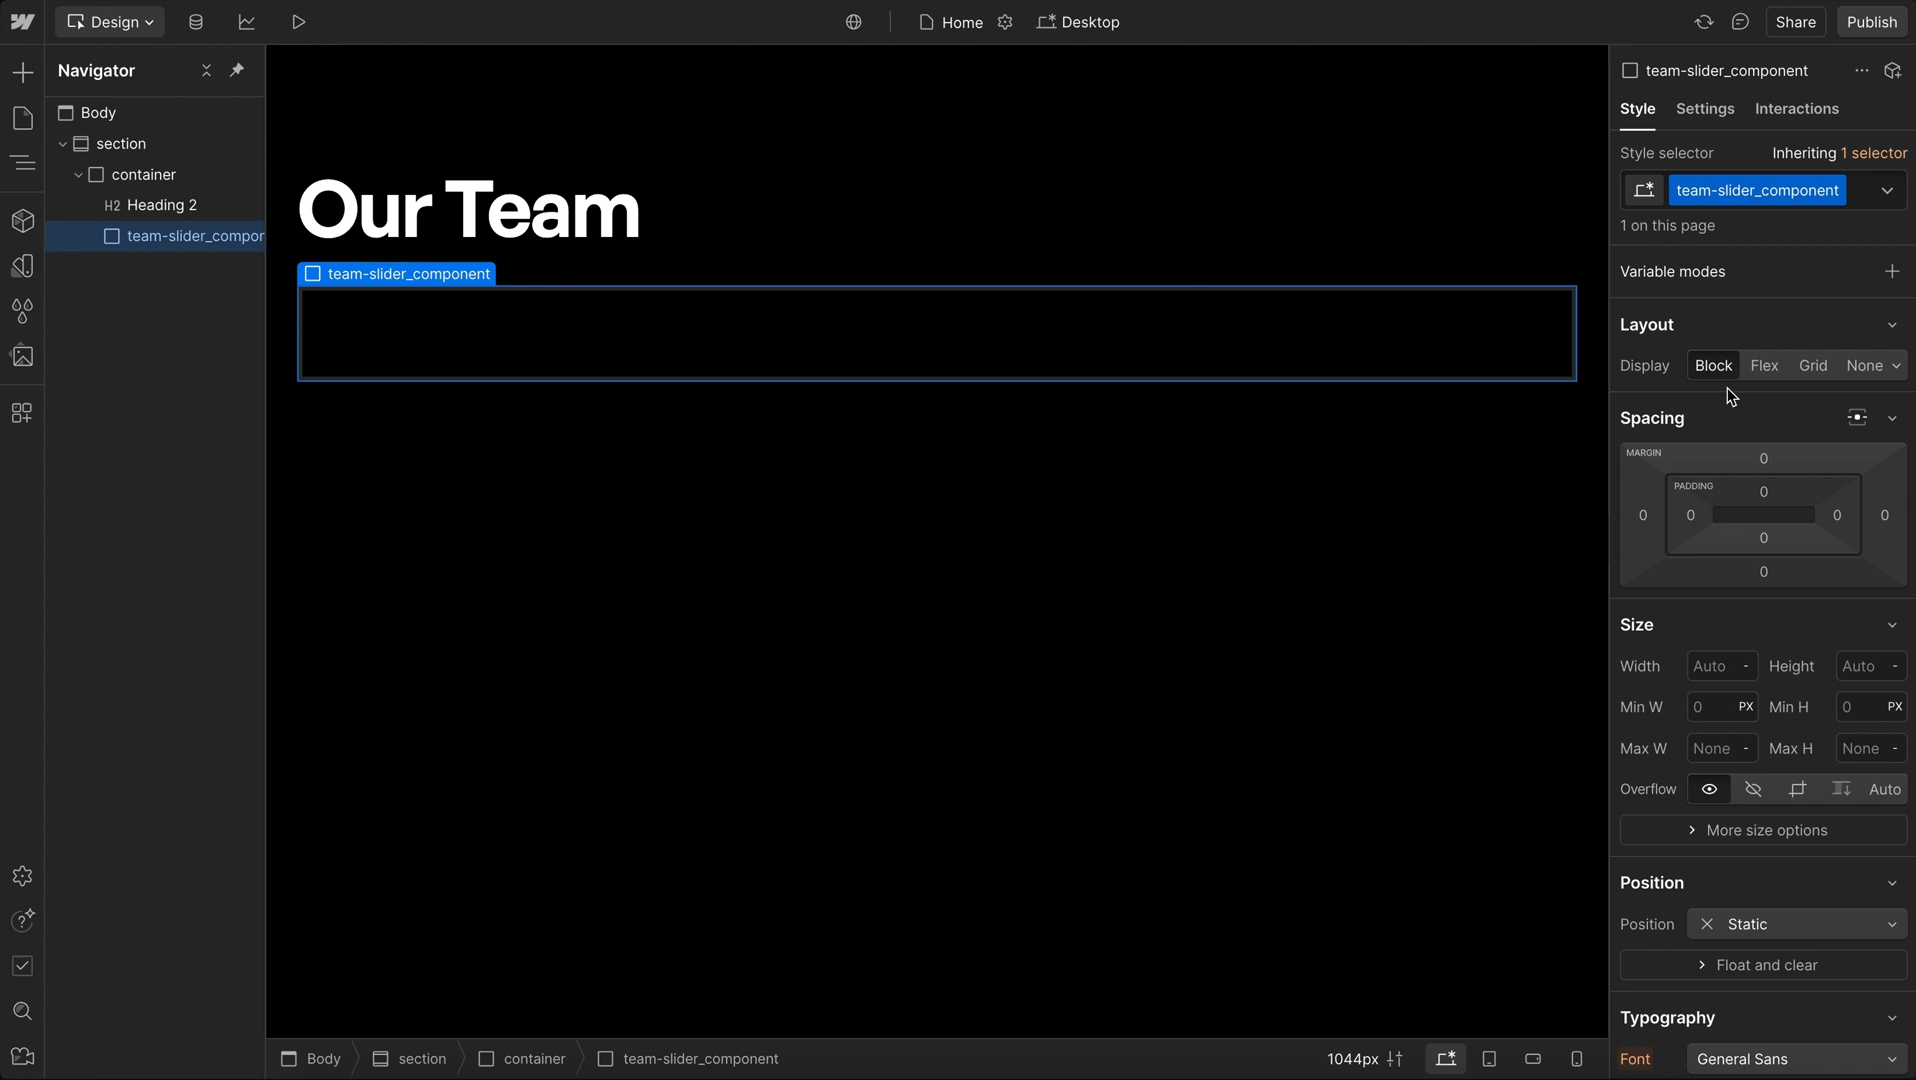 Design
Home
Desktop
Share
Publish
Navigator
Body
section
container
H2 Heading 2
team-slider_compor
Our Team
team-slider_component
team-slider_component
Style
Settings
Interactions
Style selector
Inheriting 1 selector
team-slider_component
1 on this page
Variable modes
Layout
Display
Block
Flex
Grid
None
Spacing
MARGIN
0
PADDING
0
0
0
0
0
0
0
Size
Width
Auto -
Height
Auto -
Min W
0 PX
Min H
0 PX
Max W
None -
Max H
None -
Overflow
Auto
More size options
Position
Position
Static
Float and clear
Typography
Font
General Sans
Body
section
container
team-slider_component
1044px